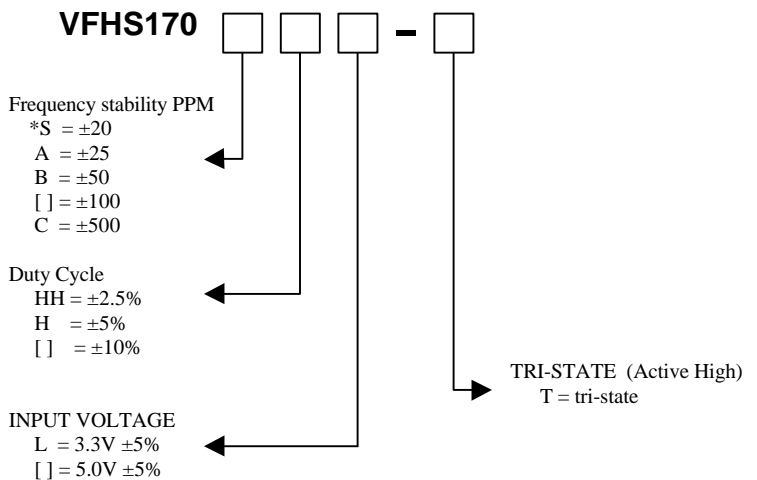 VFHS170 –
Frequency stability PPM
*S = ±20
A = ±25
B = ±50
[ ] = ±100
C = ±500
Duty Cycle
HH = ±2.5%
H = ±5%
[ ] = ±10%
TRI-STATE (Active High)
T = tri-state
INPUT VOLTAGE
L = 3.3V ±5%
[ ] = 5.0V ±5%